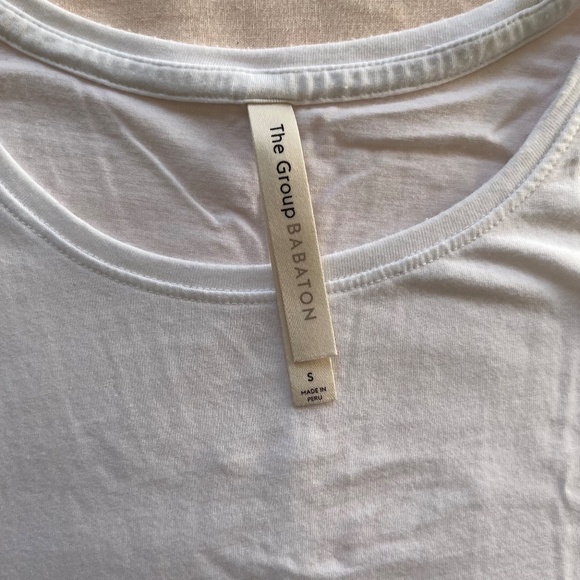 The Group BABATON
S
MADE IN
PERU